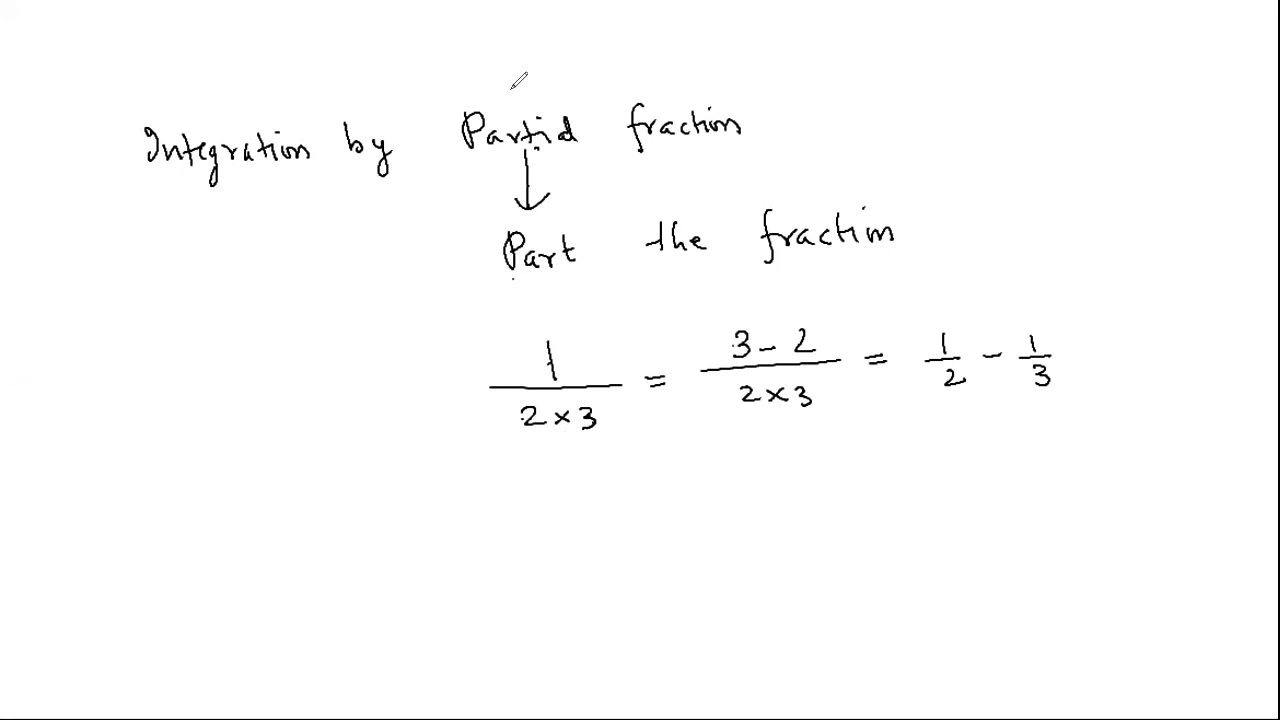 Integration by Partial fraction
Part the fraction
1/(2×3) = (3-2)/(2×3) = 1/2 - 1/3